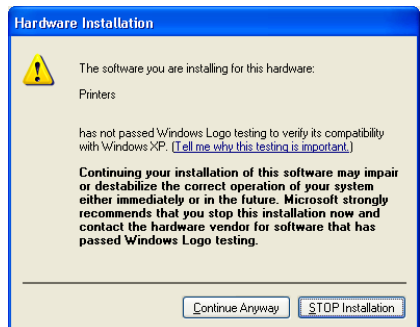 Hardware Installation
The software you are installing for this hardware:
Printers
has not passed Windows Logo testing to verify its compatibility
with Windows XP. (Tell me why this testing is important.)
Continuing your installation of this software may impair
or destabilize the correct operation of your system
either immediately or in the future. Microsoft strongly
recommends that you stop this installation now and
contact the hardware vendor for software that has
passed Windows Logo testing.
Continue Anyway STOP Installation